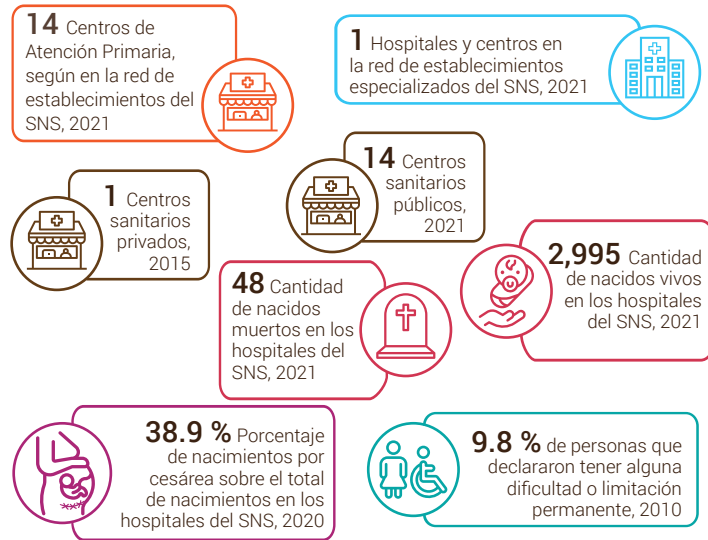 14 Centros de
Atención Primaria,
según en la red de
establecimientos del
SNS, 2021
1 Hospitales y centros en
la red de establecimientos
especializados del SNS, 2021
1 Centros
sanitarios
privados,
2015
14 Centros
sanitarios
públicos,
2021
48 Cantidad
de nacidos
muertos en los
hospitales del
SNS, 2021
2,995 Cantidad
de nacidos vivos
en los hospitales
del SNS, 2021
38.9 % Porcentaje
de nacimientos por
cesárea sobre el total
de nacimientos en los
hospitales del SNS, 2020
9.8 % de personas que
declararon tener alguna
dificultad o limitación
permanente, 2010